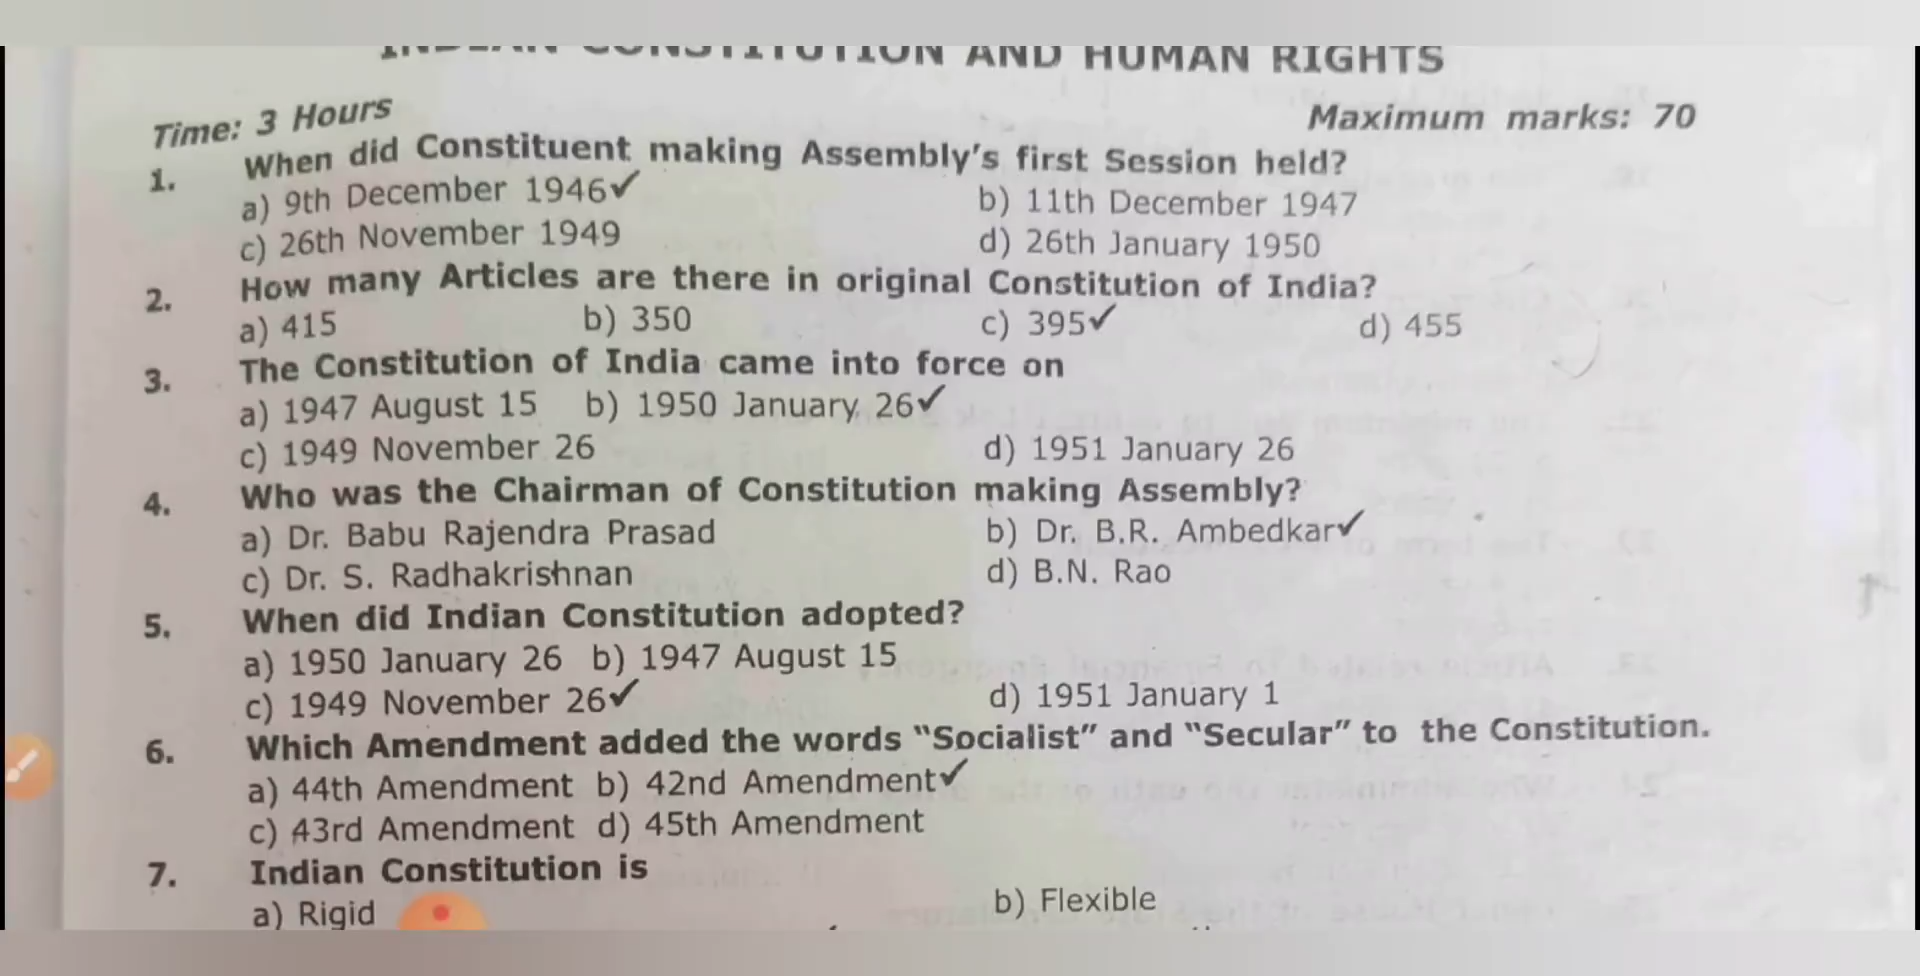 INDIAN CONSTITUTION AND HUMAN RIGHTS
Time: 3 Hours Maximum marks: 70
1. When did Constituent making Assembly's first Session held?
a) 9th December 1946✓ b) 11th December 1947
c) 26th November 1949 d) 26th January 1950
2. How many Articles are there in original Constitution of India?
a) 415 b) 350 c) 395✓ d) 455
3. The Constitution of India came into force on
a) 1947 August 15 b) 1950 January, 26✓
c) 1949 November 26 d) 1951 January 26
4. Who was the Chairman of Constitution making Assembly?
a) Dr. Babu Rajendra Prasad b) Dr. B.R. Ambedkar✓
c) Dr. S. Radhakrishnan d) B.N. Rao
5. When did Indian Constitution adopted?
a) 1950 January 26 b) 1947 August 15
c) 1949 November 26✓ d) 1951 January 1
6. Which Amendment added the words "Socialist" and "Secular" to the Constitution.
a) 44th Amendment b) 42nd Amendment✓
c) 43rd Amendment d) 45th Amendment
7. Indian Constitution is
a) Rigid b) Flexible